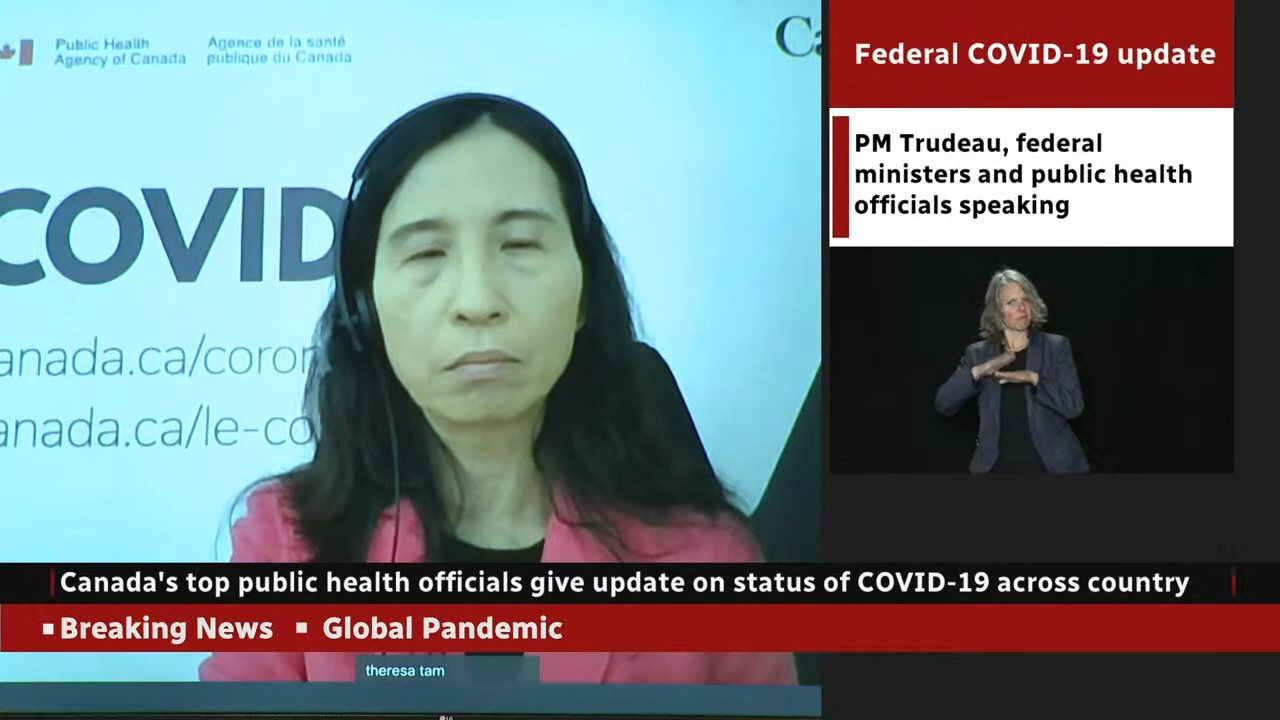 Public Health
Agency of Canada
Agence de la santé
publique du Canada
COVID
anada.ca/coron
anada.ca/le-co
Federal COVID-19 update
PM Trudeau, federal
ministers and public health
officials speaking
Canada's top public health officials give update on status of COVID-19 across country
Breaking News ▪ Global Pandemic
theresa tam